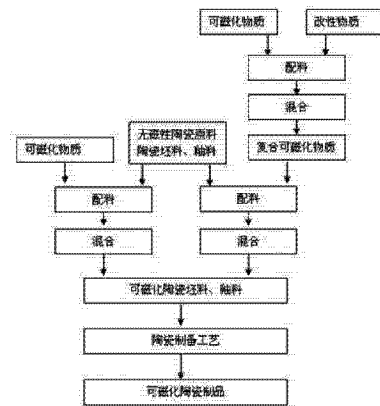 可磁化物质
改性物质
配料
混合
复合可磁化物质
可磁化物质
无磁性陶瓷原料
陶瓷坯料、釉料
配料
配料
混合
混合
可磁化陶瓷坯料、釉料
陶瓷制备工艺
可磁化陶瓷制品